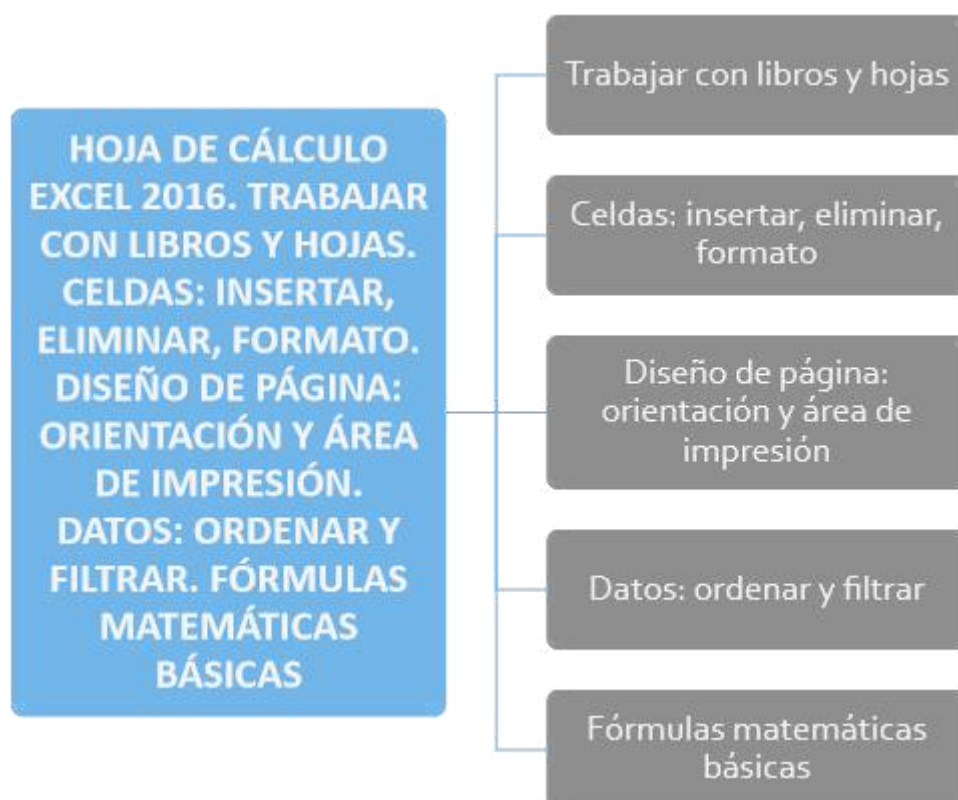 HOJA DE CÁLCULO
EXCEL 2016. TRABAJAR
CON LIBROS Y HOJAS.
CELDAS: INSERTAR,
ELIMINAR, FORMATO.
DISEÑO DE PÁGINA:
ORIENTACIÓN Y ÁREA
DE IMPRESIÓN.
DATOS: ORDENAR Y
FILTRAR. FÓRMULAS
MATEMÁTICAS
BÁSICAS
Trabajar con libros y hojas
Celdas: insertar, eliminar,
formato
Diseño de página:
orientación y área de
impresión
Datos: ordenar y filtrar
Fórmulas matemáticas
básicas